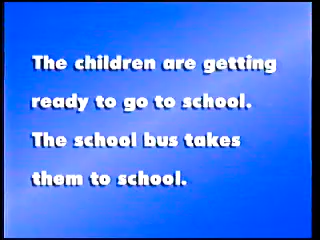 The children are getting
ready to go to school.
The school bus takes
them to school.